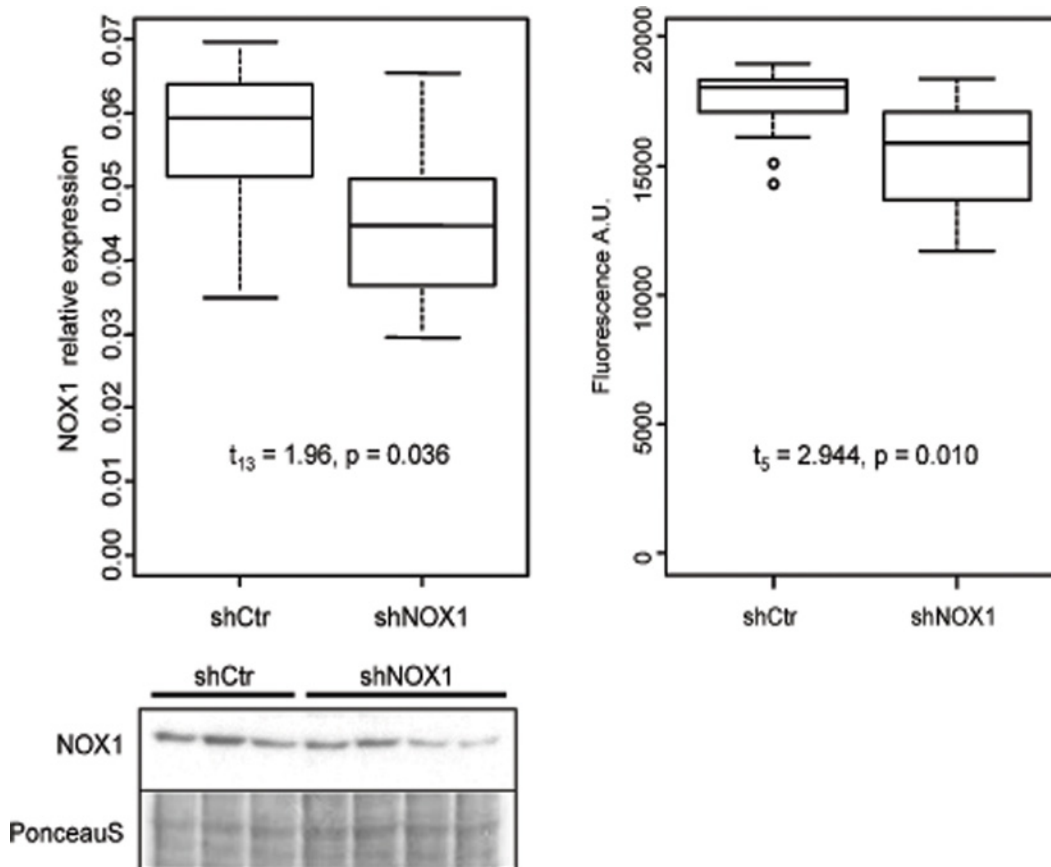 NOX1 relative expression
0.07
0.06
0.05
0.04
0.03
0.02
0.01
0.00
t13 = 1.96, p = 0.036
shCtr
shNOX1
Fluorescence A.U.
20000
15000
10000
5000
0
t5 = 2.944, p = 0.010
shCtr
shNOX1
shCtr
shNOX1
NOX1
PonceauS